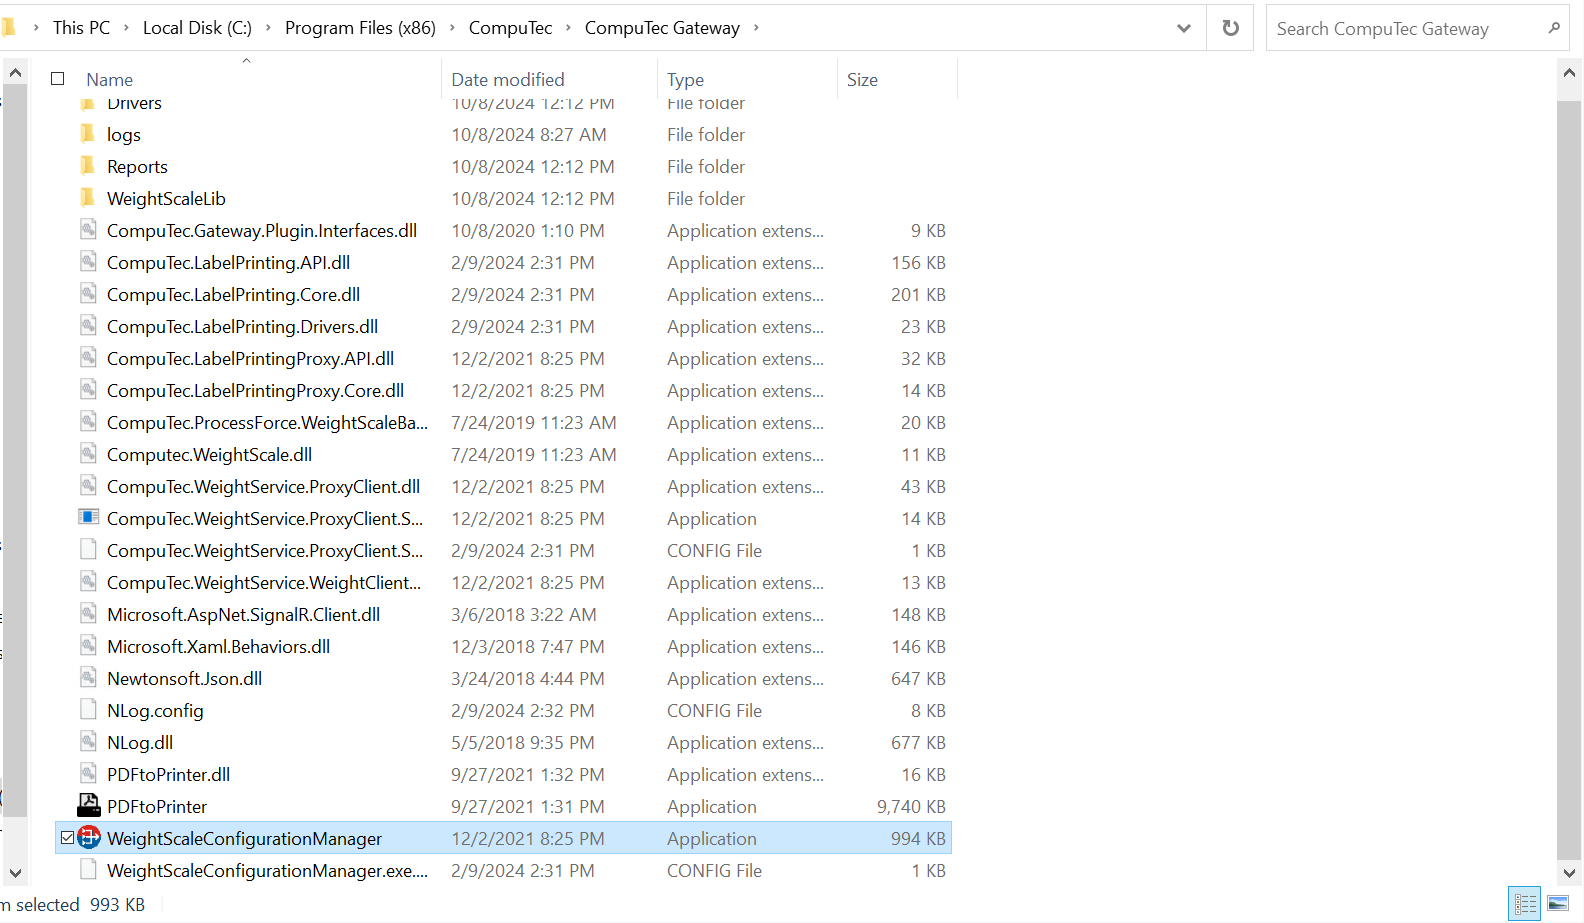 This PC > Local Disk (C:) > Program Files (x86) > CompuTec > CompuTec Gateway >
Search CompuTec Gateway
Name Date modified Type Size
Drivers 10/8/2024 12:12 PM File folder
logs 10/8/2024 8:27 AM File folder
Reports 10/8/2024 12:12 PM File folder
WeightScaleLib 10/8/2024 12:12 PM File folder
CompuTec.Gateway.Plugin.Interfaces.dll 10/8/2020 1:10 PM Application extens... 9 KB
CompuTec.LabelPrinting.API.dll 2/9/2024 2:31 PM Application extens... 156 KB
CompuTec.LabelPrinting.Core.dll 2/9/2024 2:31 PM Application extens... 201 KB
CompuTec.LabelPrinting.Drivers.dll 2/9/2024 2:31 PM Application extens... 23 KB
CompuTec.LabelPrintingProxy.API.dll 12/2/2021 8:25 PM Application extens... 32 KB
CompuTec.LabelPrintingProxy.Core.dll 12/2/2021 8:25 PM Application extens... 14 KB
CompuTec.ProcessForce.WeightScaleBa... 7/24/2019 11:23 AM Application extens... 20 KB
Computec.WeightScale.dll 7/24/2019 11:23 AM Application extens... 11 KB
CompuTec.WeightService.ProxyClient.dll 12/2/2021 8:25 PM Application extens... 43 KB
CompuTec.WeightService.ProxyClient.S... 12/2/2021 8:25 PM Application 14 KB
CompuTec.WeightService.ProxyClient.S... 2/9/2024 2:31 PM CONFIG File 1 KB
CompuTec.WeightService.WeightClient... 12/2/2021 8:25 PM Application extens... 13 KB
Microsoft.AspNet.SignalR.Client.dll 3/6/2018 3:22 AM Application extens... 148 KB
Microsoft.Xaml.Behaviors.dll 12/3/2018 7:47 PM Application extens... 146 KB
Newtonsoft.Json.dll 3/24/2018 4:44 PM Application extens... 647 KB
NLog.config 2/9/2024 2:32 PM CONFIG File 8 KB
NLog.dll 5/5/2018 9:35 PM Application extens... 677 KB
PDFtoPrinter.dll 9/27/2021 1:32 PM Application extens... 16 KB
PDFtoPrinter 9/27/2021 1:31 PM Application 9,740 KB
WeightScaleConfigurationManager 12/2/2021 8:25 PM Application 994 KB
WeightScaleConfigurationManager.exe.... 2/9/2024 2:31 PM CONFIG File 1 KB
m selected 993 KB